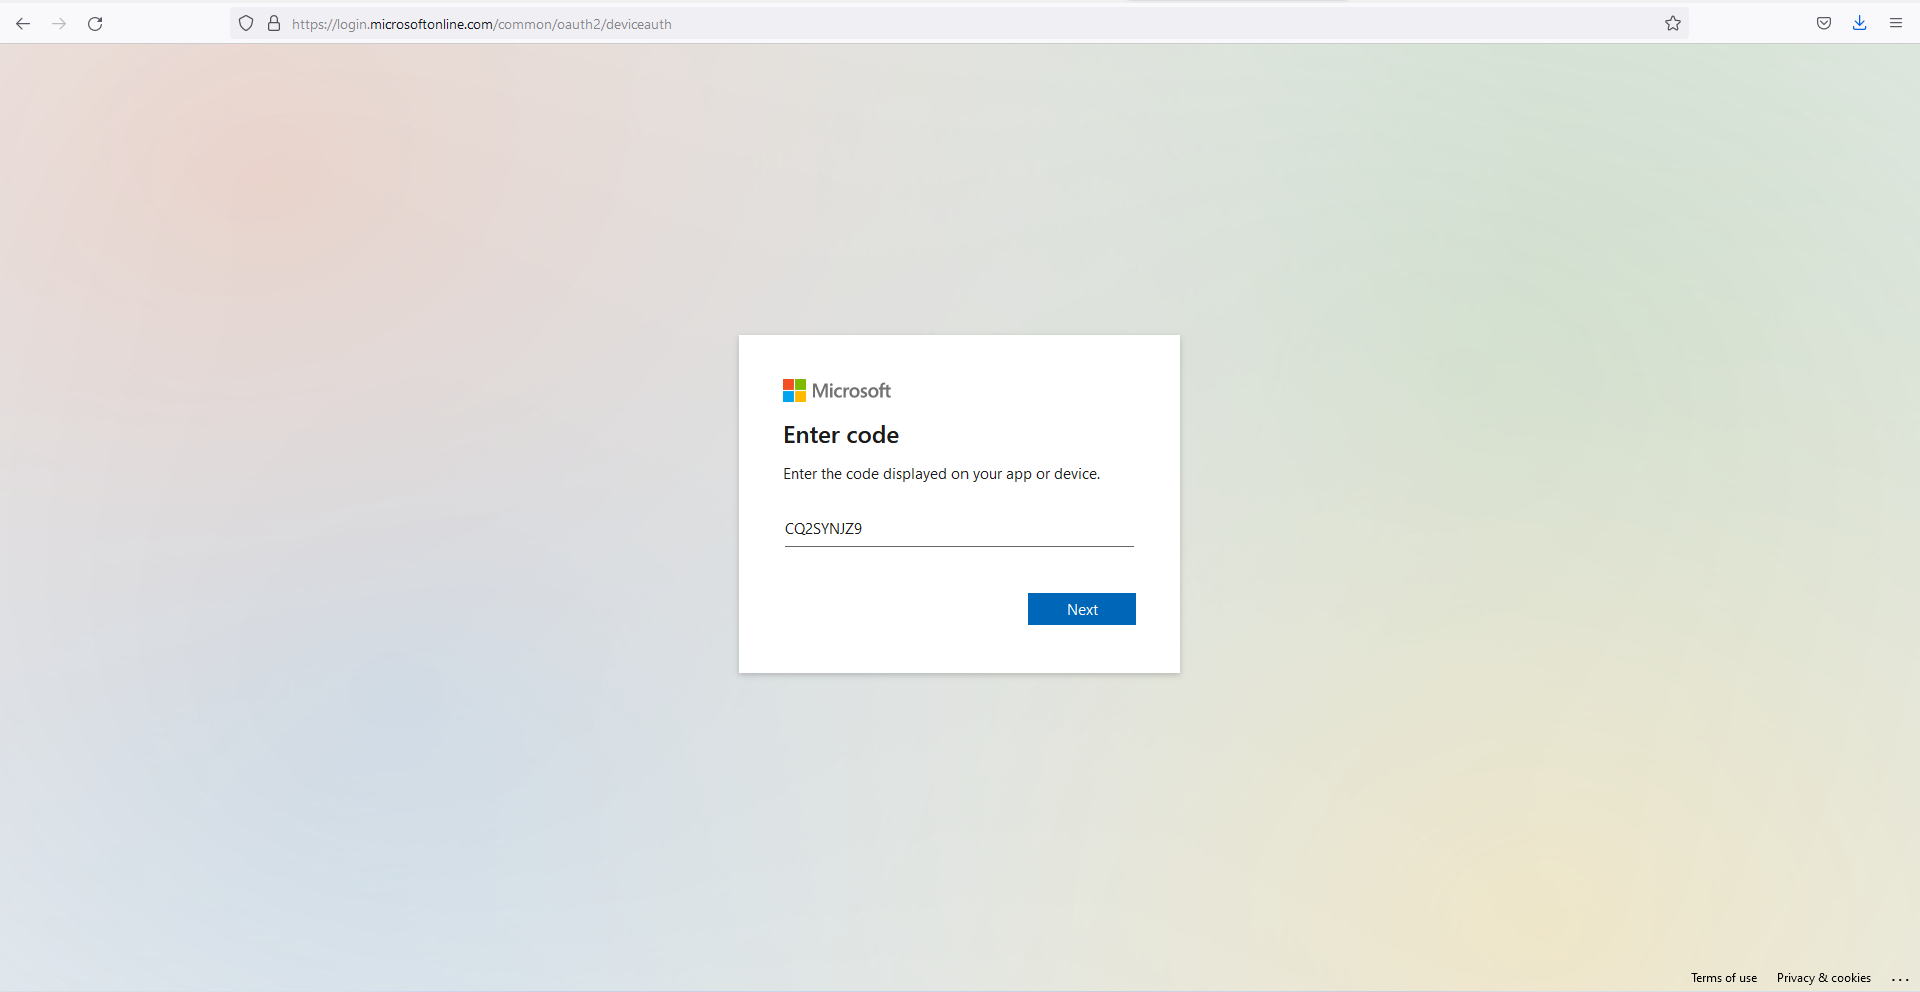 https://login.microsoftonline.com/common/oauth2/deviceauth
Microsoft
Enter code
Enter the code displayed on your app or device.
CQ2SYNJZ9
Next
Terms of use Privacy & cookies ...